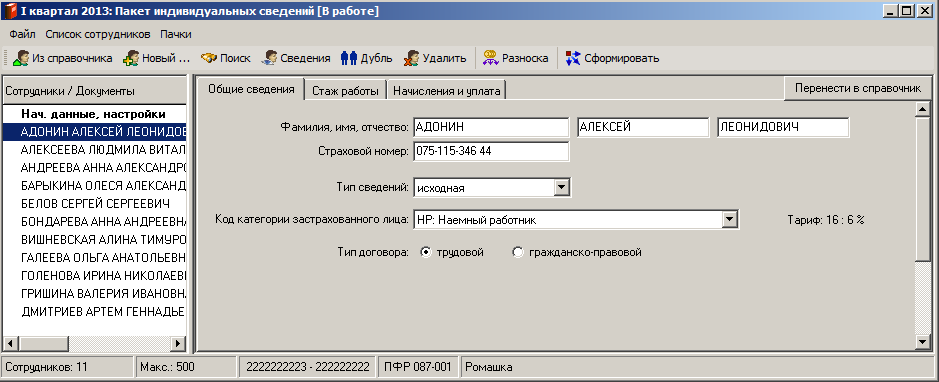 I квартал 2013: Пакет индивидуальных сведений [В работе]
Файл Список сотрудников Пачки
Из справочника Новый ... Поиск Сведения Дубль Удалить Разноска Сформировать
Сотрудники / Документы
Нач. данные, настройки
АДОНИН АЛЕКСЕЙ ЛЕОНИДОВ
АЛЕКСЕЕВА ЛЮДМИЛА ВИТАЛ
АНДРЕЕВА АННА АЛЕКСАНДРО
БАРЫКИНА ОЛЕСЯ АЛЕКСАНД
БЕЛОВ СЕРГЕЙ СЕРГЕЕВИЧ
БОНДАРЕВА АННА АНДРЕЕВНА
ВИШНЕВСКАЯ АЛИНА ТИМУРО
ГАЛЕЕВА ОЛЬГА АНАТОЛЬЕВН
ГОЛЕНОВА ИРИНА НИКОЛАЕВ
ГРИШИНА ВАЛЕРИЯ ИВАНОВНА
ДМИТРИЕВ АРТЕМ ГЕННАДЬЕ
Общие сведения Стаж работы Начисления и уплата Перенести в справочник
Фамилия, имя, отчество: АДОНИН АЛЕКСЕЙ ЛЕОНИДОВИЧ
Страховой номер: 075-115-346 44
Тип сведений: исходная
Код категории застрахованного лица: НР: Наемный работник Тариф: 16 : 6 %
Тип договора: трудовой гражданско-правовой
Сотрудников: 11 Макс.: 500 2222222223 - 222222222 ПФР 087-001 Ромашка